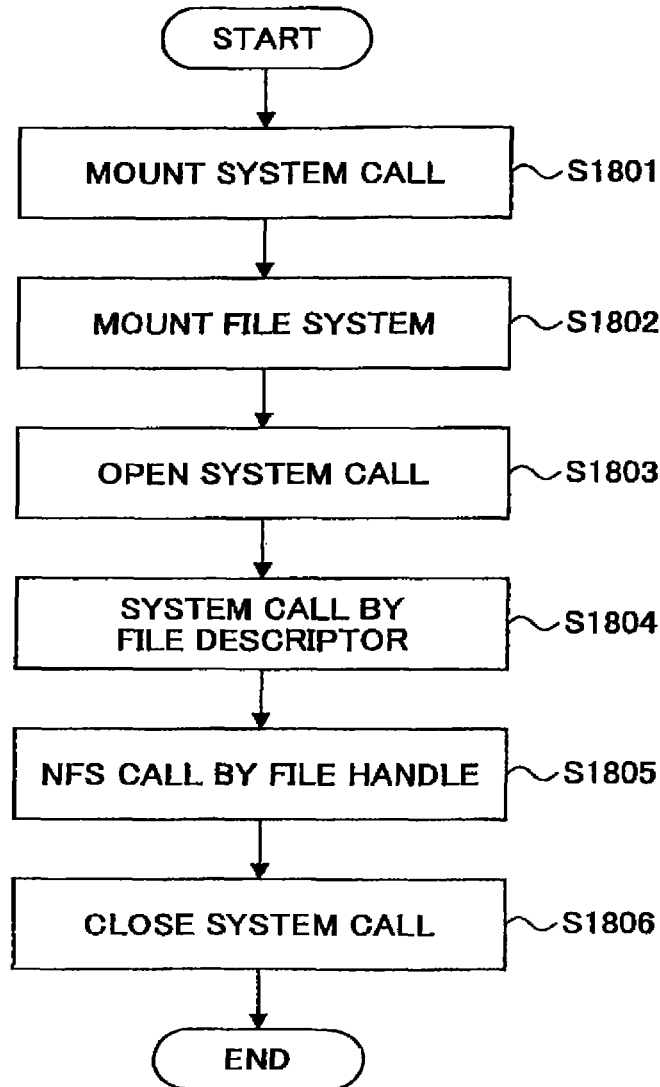 START
MOUNT SYSTEM CALL
S1801
MOUNT FILE SYSTEM
S1802
OPEN SYSTEM CALL
S1803
SYSTEM CALL BY
FILE DESCRIPTOR
S1804
NFS CALL BY FILE HANDLE
S1805
CLOSE SYSTEM CALL
S1806
END